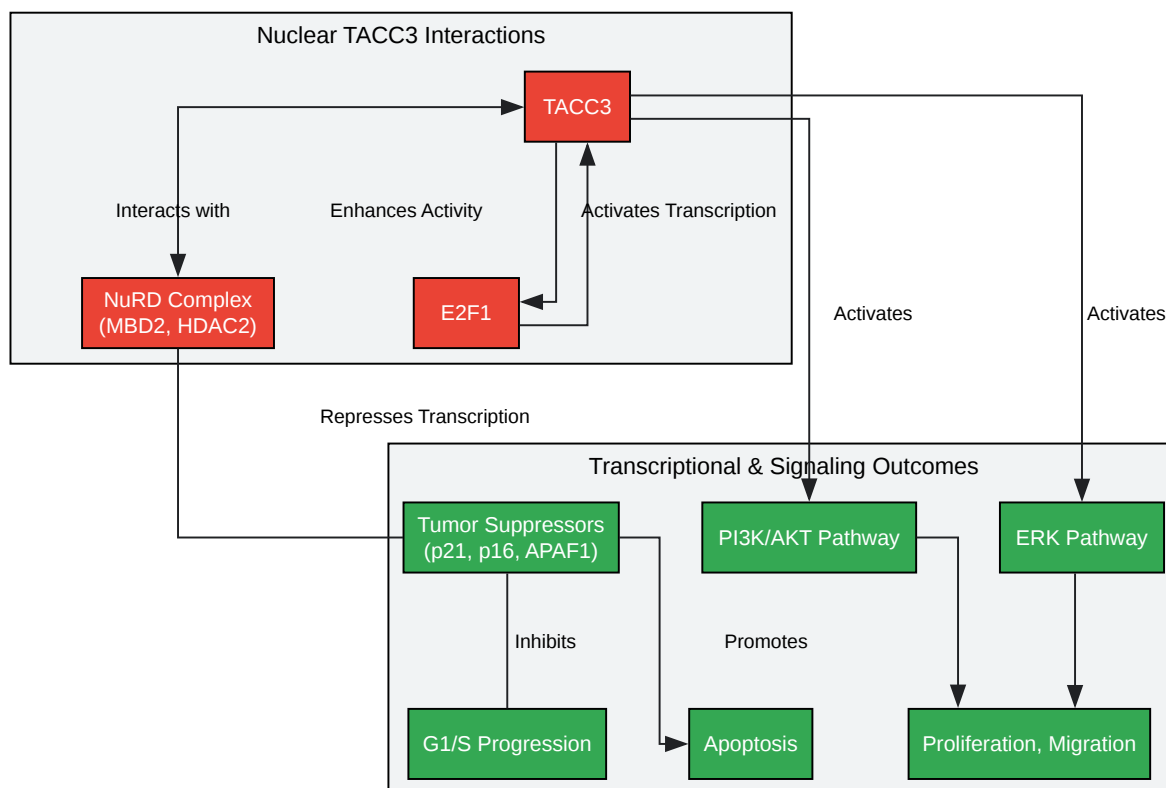 Nuclear TACC3 Interactions
TACC3
Interacts with
Enhances Activity
Activates Transcription
NuRD Complex
(MBD2, HDAC2)
E2F1
Activates
Activates
Represses Transcription
Transcriptional & Signaling Outcomes
Tumor Suppressors
(p21, p16, APAF1)
PI3K/AKT Pathway
ERK Pathway
Inhibits
Promotes
G1/S Progression
Apoptosis
Proliferation, Migration